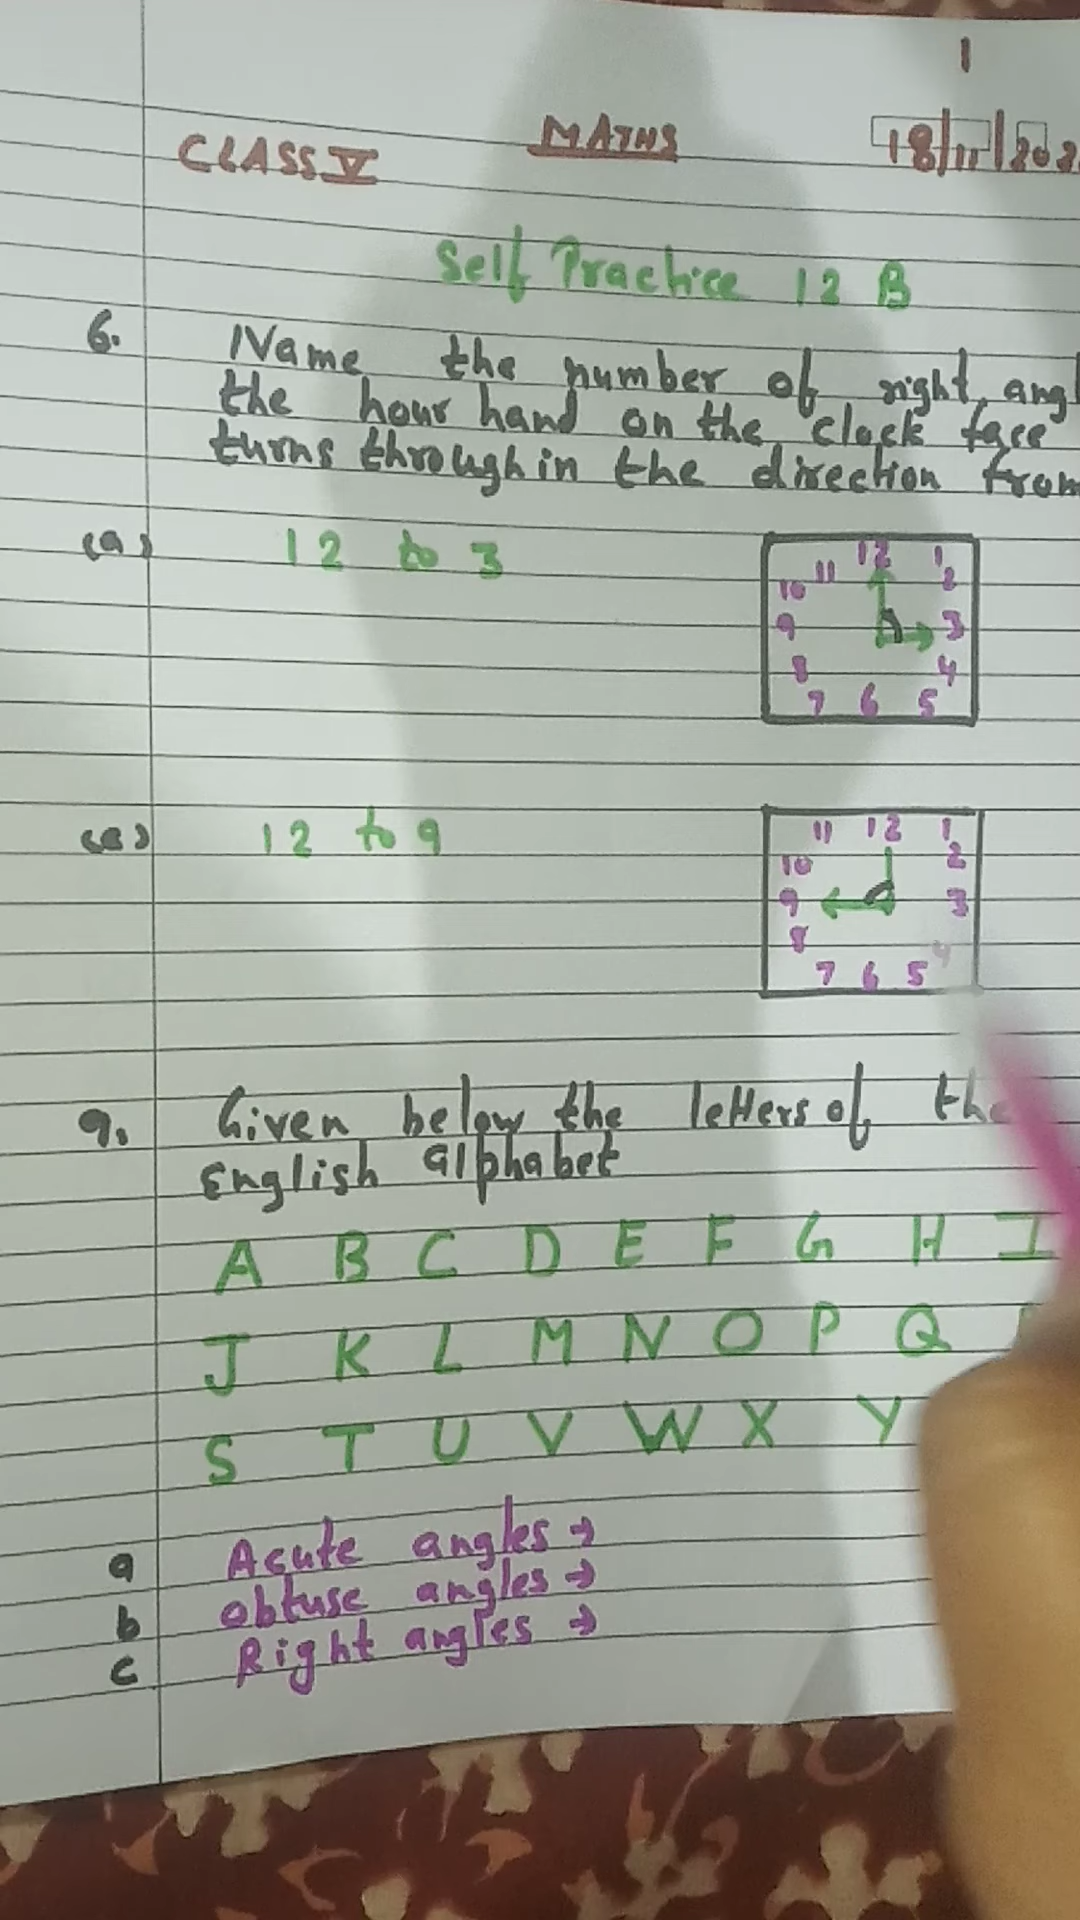 1
CLASS V MATHS 18/11/202
Self Practice 12 B
6. Name the number of right angl
the hour hand on the clock face
turns through in the direction from
(a) 12 to 3
11 12 1
10 2
9 3
8 4
7 6 5
12 to 9
11 12 1
10 2
9 3
8 4
7 6 5
9. Given below the letters of the
English alphabet
A B C D E F G H I
J K L M N O P Q
S T U V W X Y
a Acute angles →
b Obtuse angles →
c Right angles →